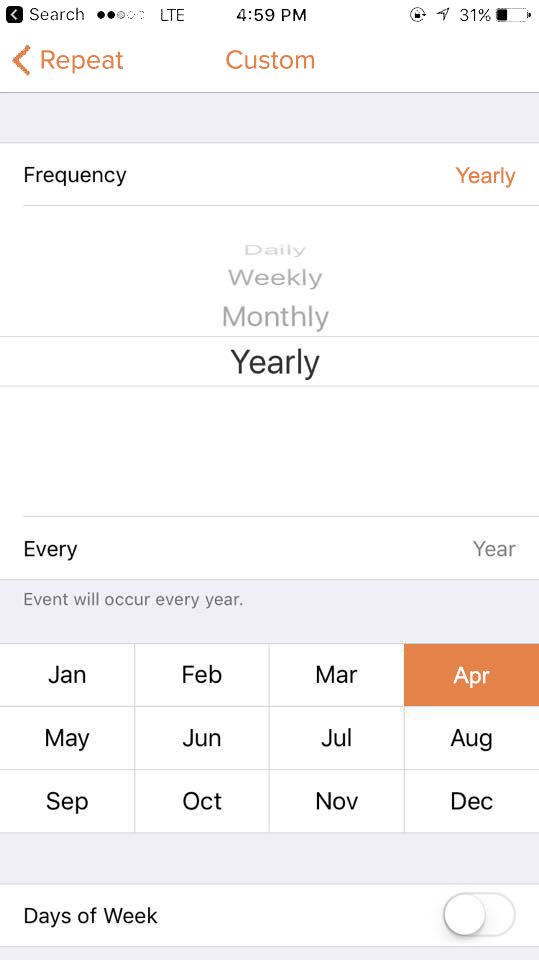 Search LTE 4:59 PM 31%
Repeat Custom
Frequency Yearly
Daily
Weekly
Monthly
Yearly
Every Year
Event will occur every year.
Jan Feb Mar Apr
May Jun Jul Aug
Sep Oct Nov Dec
Days of Week